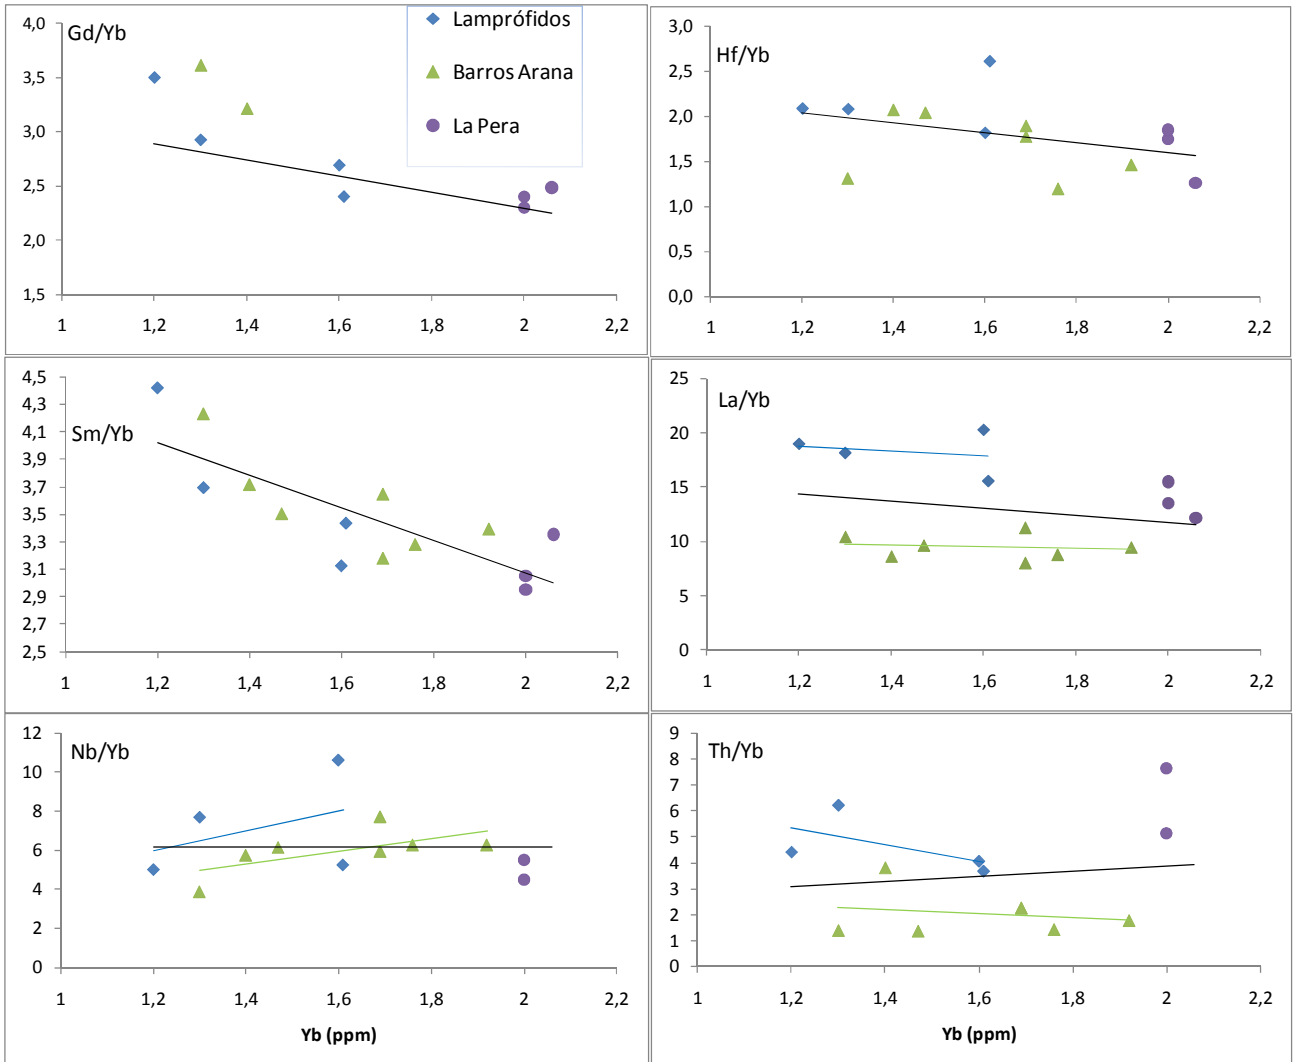 Gd/Yb
4,0
3,5
3,0
2,5
2,0
1,5
1 1,2 1,4 1,6 1,8 2 2,2
Lamprófidos
Barros Arana
La Pera
Hf/Yb
3,0
2,5
2,0
1,5
1,0
0,5
0,0
1 1,2 1,4 1,6 1,8 2 2,2
Sm/Yb
4,5
4,3
4,1
3,9
3,7
3,5
3,3
3,1
2,9
3,7
2,5
1 1,2 1,4 1,6 1,8 2 2,2
La/Yb
25
20
15
10
5
0
1 1,2 1,4 1,6 1,8 2 2,2
Nb/Yb
12
10
8
6
4
2
0
1 1,2 1,4 1,6 1,8 2 2,2
Yb (ppm)
Th/Yb
9
8
7
6
5
4
3
2
1
0
1 1,2 1,4 1,6 1,8 2 2,2
Yb (ppm)